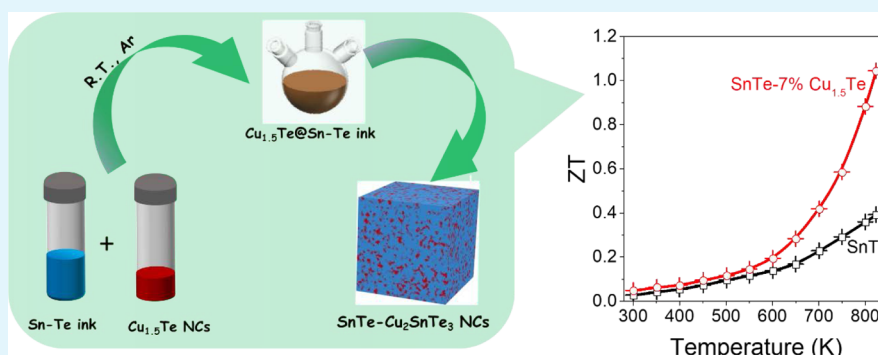 R.T., Ar
Cu₁.₅Te@Sn-Te ink
+
Sn-Te ink
Cu₁.₅Te NCs
SnTe-Cu₂SnTe₃ NCs
ZT
1.2
1.0
0.8
0.6
0.4
0.2
0.0
SnTe-7% Cu₁.₅Te
SnT
300 400 500 600 700 800
Temperature (K)